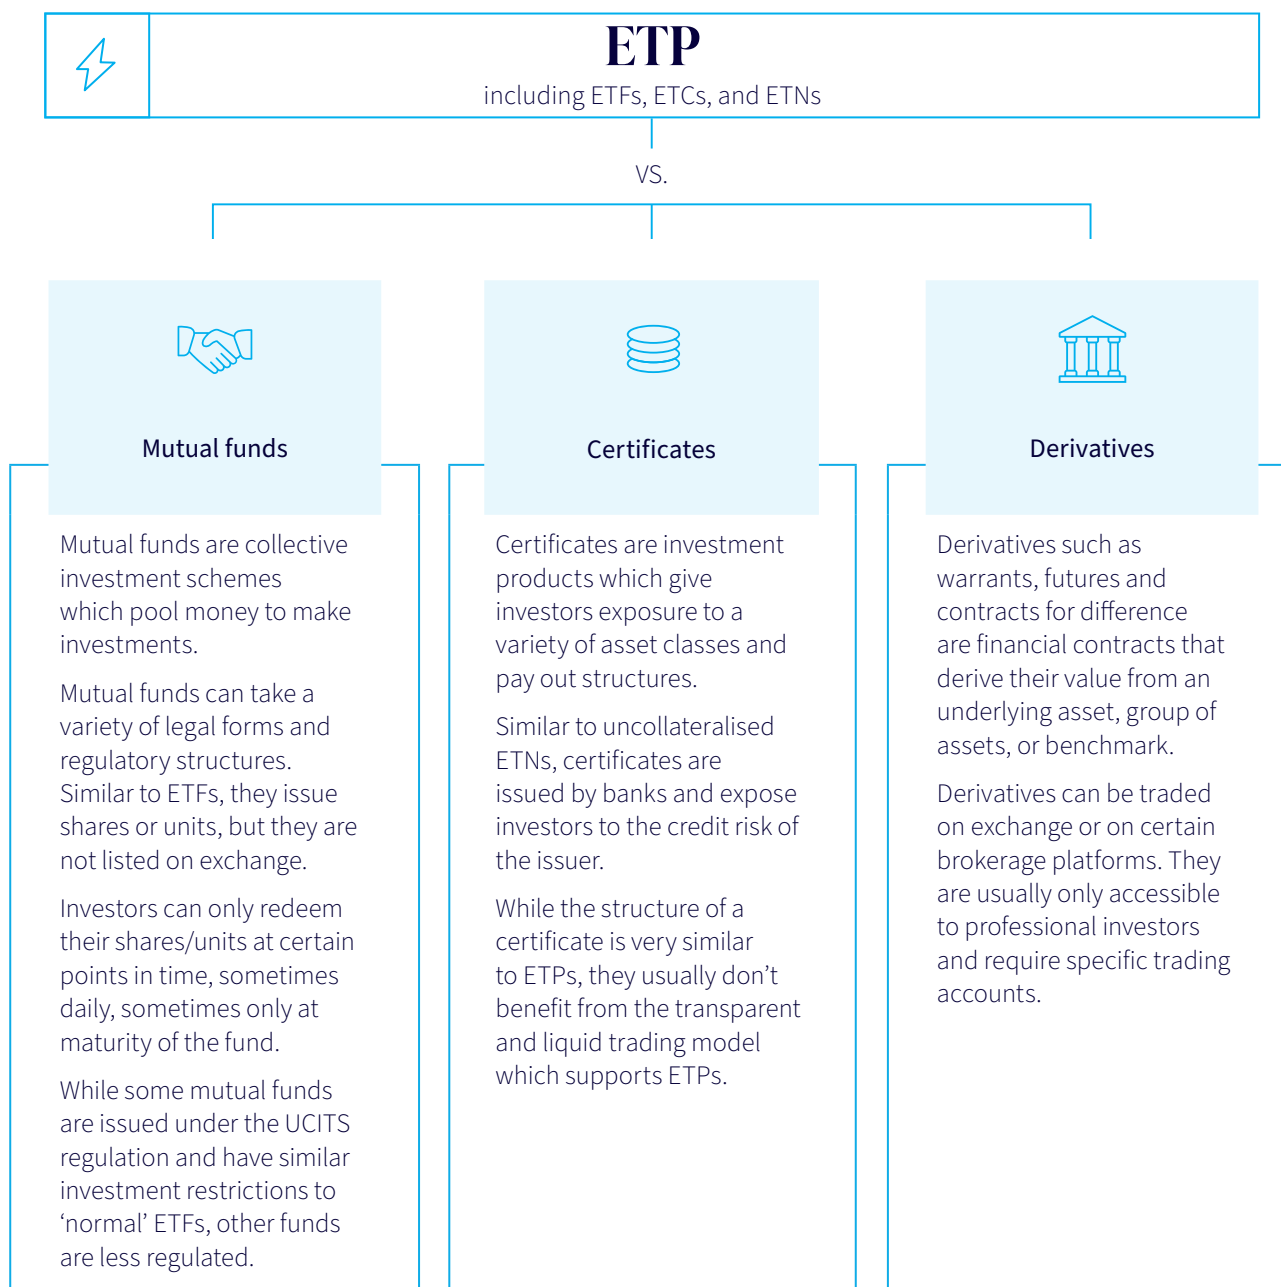 ETP
including ETFs, ETCs, and ETNs
VS.
Mutual funds
Mutual funds are collective
investment schemes
which pool money to make
investments.
Mutual funds can take a
variety of legal forms and
regulatory structures.
Similar to ETFs, they issue
shares or units, but they are
not listed on exchange.
Investors can only redeem
their shares/units at certain
points in time, sometimes
daily, sometimes only at
maturity of the fund.
While some mutual funds
are issued under the UCITS
regulation and have similar
investment restrictions to
‘normal’ ETFs, other funds
are less regulated.
Certificates
Certificates are investment
products which give
investors exposure to a
variety of asset classes and
pay out structures.
Similar to uncollateralised
ETNs, certificates are
issued by banks and expose
investors to the credit risk of
the issuer.
While the structure of a
certificate is very similar
to ETPs, they usually don’t
benefit from the transparent
and liquid trading model
which supports ETPs.
Derivatives
Derivatives such as
warrants, futures and
contracts for difference
are financial contracts that
derive their value from an
underlying asset, group of
assets, or benchmark.
Derivatives can be traded
on exchange or on certain
brokerage platforms. They
are usually only accessible
to professional investors
and require specific trading
accounts.